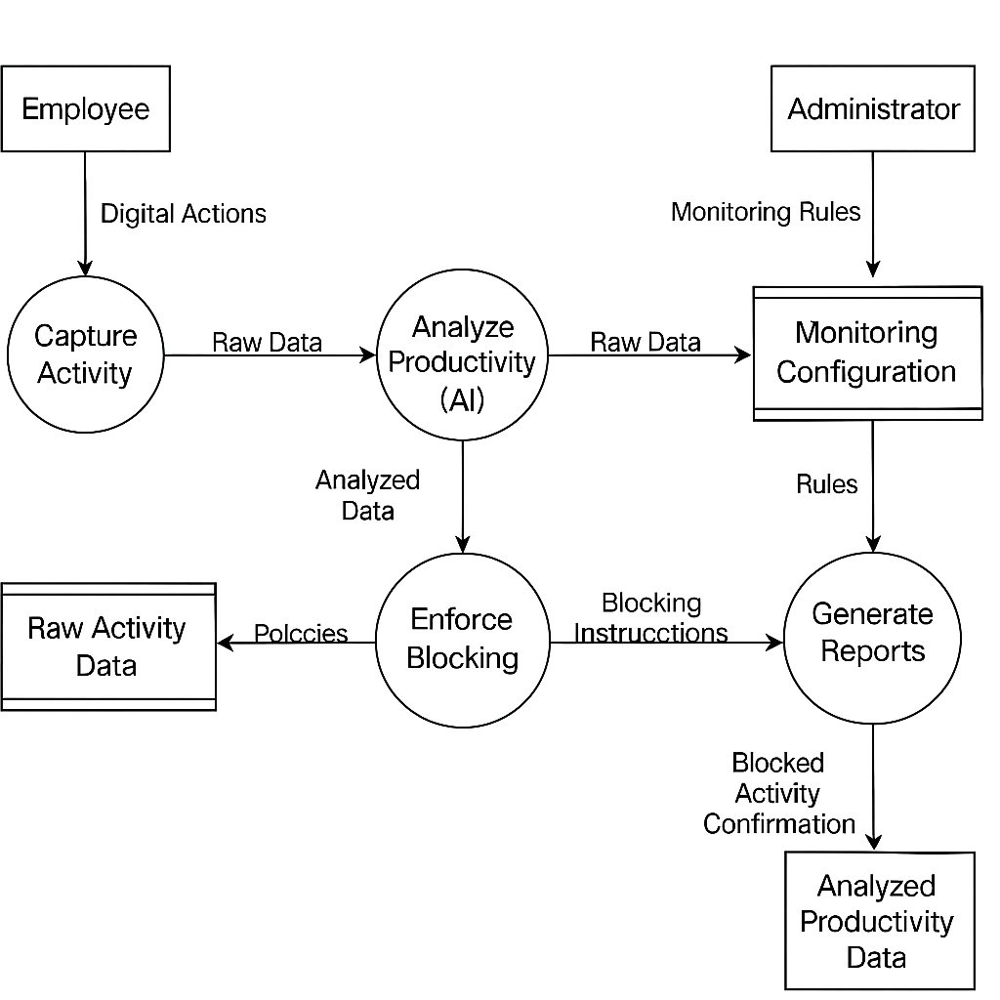 Employee
Administrator
Digital Actions
Monitoring Rules
Capture
Activity
Raw Data
Analyze
Productivity
(AI)
Raw Data
Monitoring
Configuration
Analyzed
Data
Rules
Raw Activity
Data
Polccies
Enforce
Blocking
Blocking
Instrucctions
Generate
Reports
Blocked
Activity
Confirmation
Analyzed
Productivity
Data